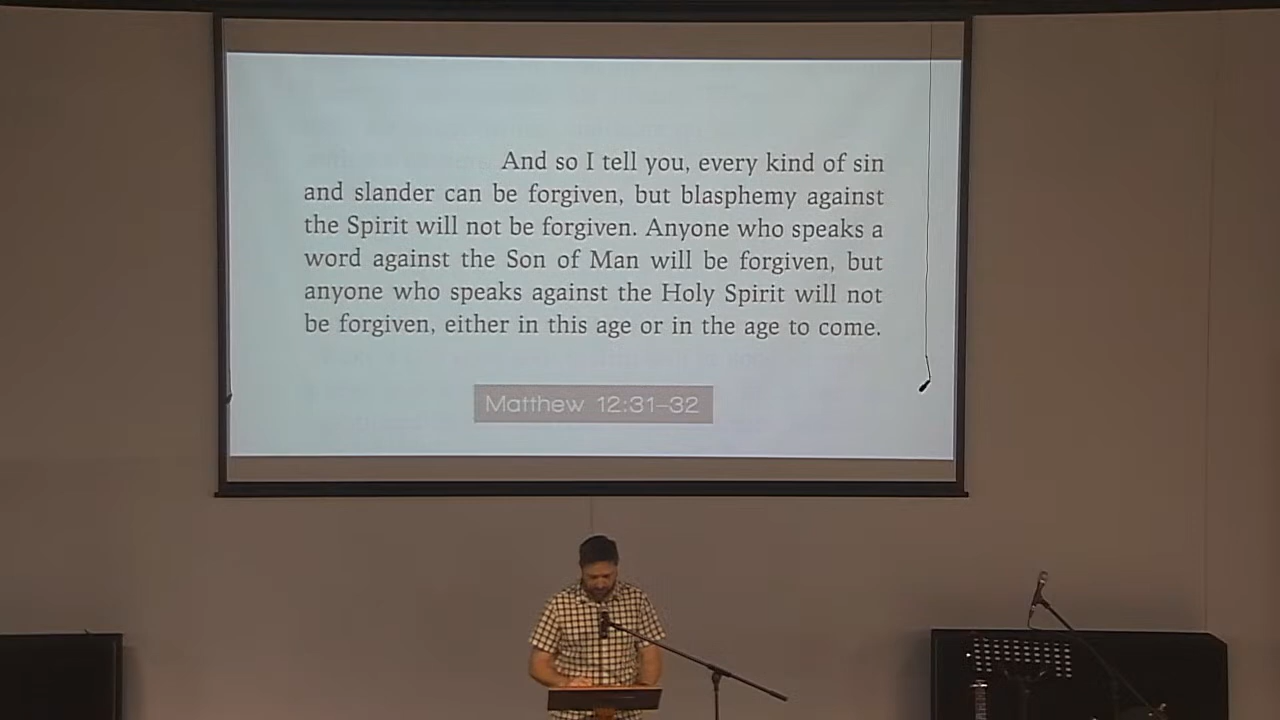 And so I tell you, every kind of sin
and slander can be forgiven, but blasphemy against
the Spirit will not be forgiven. Anyone who speaks a
word against the Son of Man will be forgiven, but
anyone who speaks against the Holy Spirit will not
be forgiven, either in this age or in the age to come.
Matthew 12:31–32